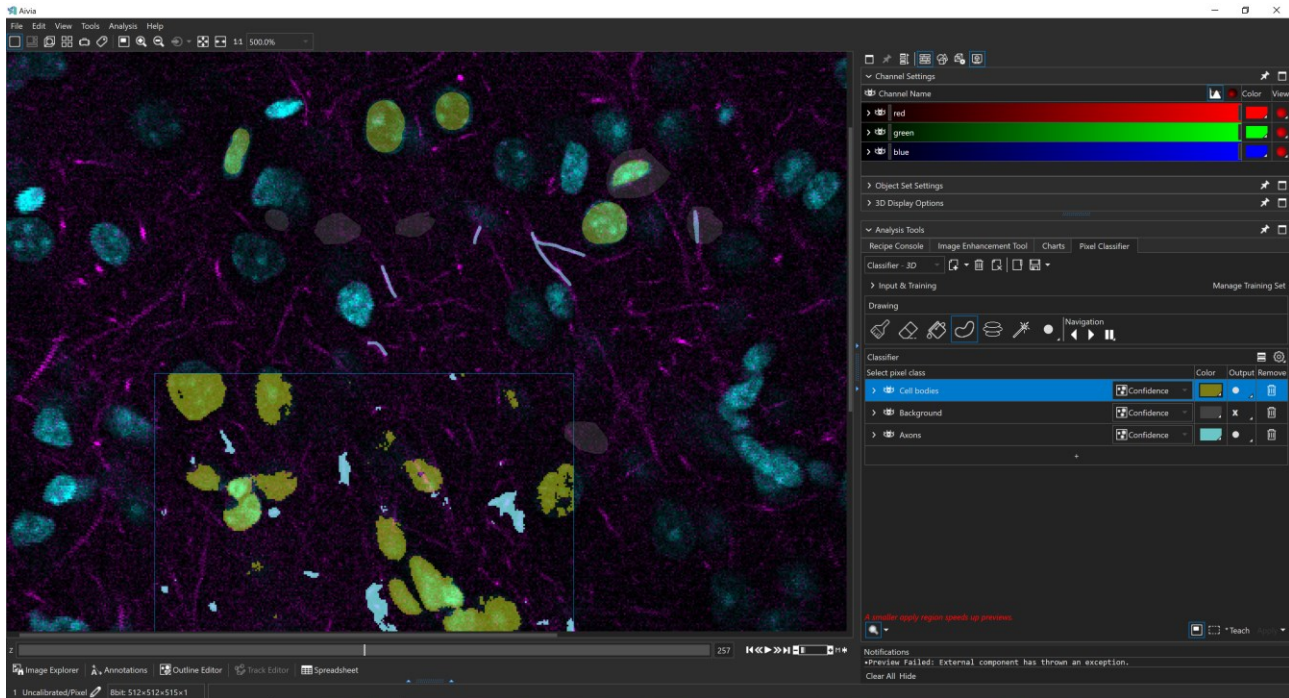 Aivia
File Edit View Tools Analysis Help
1:1 500.0%
Channel Settings
Channel Name Color View
red
green
blue
Object Set Settings
3D Display Options
Analysis Tools
Recipe Console Image Enhancement Tool Charts Pixel Classifier
Classifier - 3D
Input & Training Manage Training Set
Drawing
Navigation
Classifier
Select pixel class Color Output Remove
Cell bodies Confidence
Background Confidence x
Axons Confidence
+
A smaller apply region speeds up previews.
*Teach Apply
z 257
Notifications
•Preview Failed: External component has thrown an exception.
Clear All Hide
Image Explorer Annotations Outline Editor Track Editor Spreadsheet
1 Uncalibrated/Pixel 8bit: 512×512×515×1